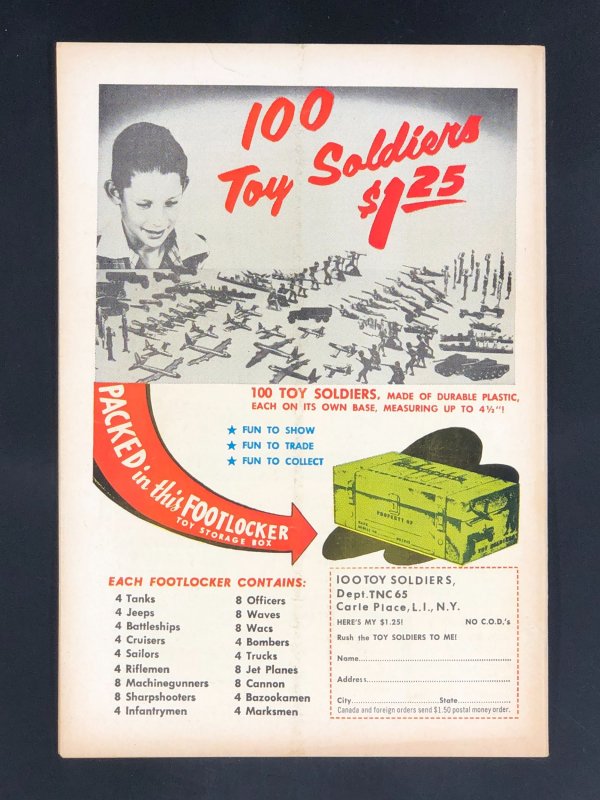 100
Toy Soldiers
$1.25
100 TOY SOLDIERS, MADE OF DURABLE PLASTIC,
EACH ON ITS OWN BASE, MEASURING UP TO 4½"!
★ FUN TO SHOW
★ FUN TO TRADE
★ FUN TO COLLECT
PACKED in this FOOTLOCKER
TOY STORAGE BOX
PROPERTY OF
EACH FOOTLOCKER CONTAINS:
4 Tanks
4 Jeeps
4 Battleships
4 Cruisers
4 Sailors
4 Riflemen
8 Machinegunners
8 Sharpshooters
4 Infantrymen
8 Officers
8 Waves
8 Wacs
4 Bombers
4 Trucks
8 Jet Planes
8 Cannon
4 Bazookamen
4 Marksmen
100 TOY SOLDIERS,
Dept. TNC 65
Carle Place, L.I., N.Y.
HERE'S MY $1.25! NO C.O.D.'s
Rush the TOY SOLDIERS TO ME!
Name
Address
City State
Canada and foreign orders send $1.50 postal money order.